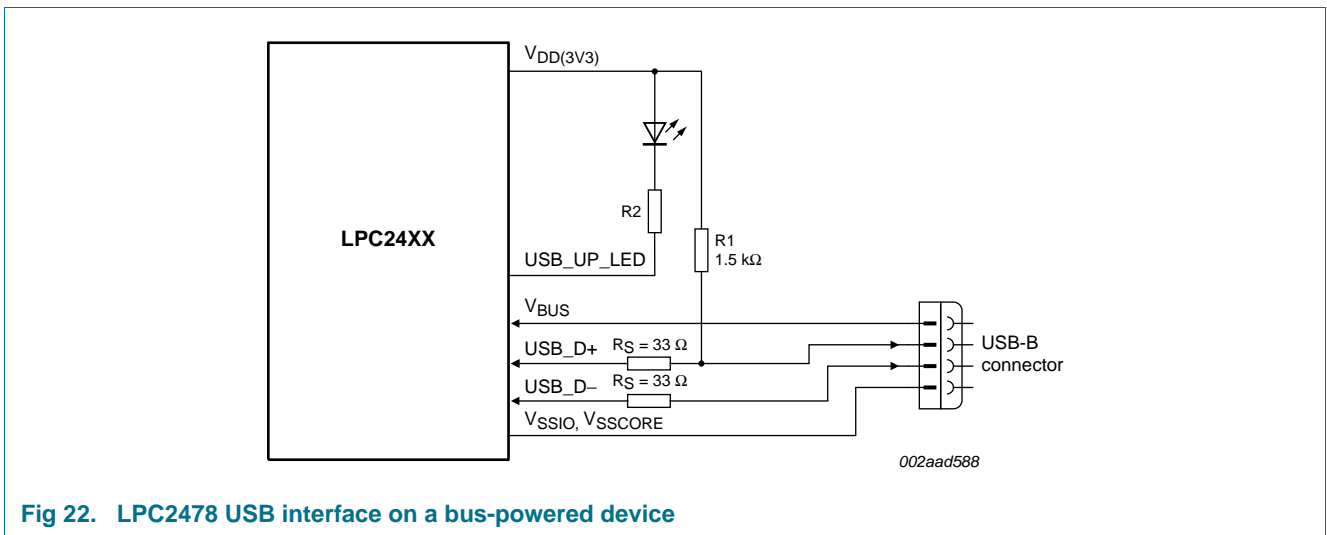 VDD(3V3)
R2
LPC24XX
R1
1.5 kΩ
USB_UP_LED
VBUS
USB_D+ RS = 33 Ω
USB-B
connector
USB_D− RS = 33 Ω
VSSIO, VSSCORE
002aad588
Fig 22. LPC2478 USB interface on a bus-powered device